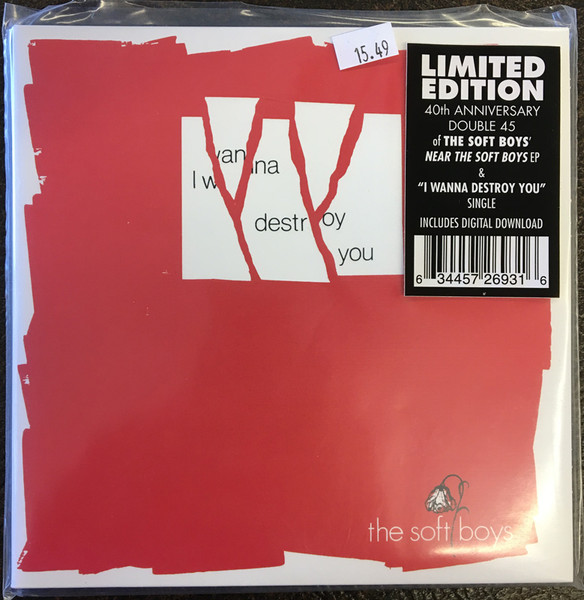 15.49
LIMITED
EDITION
40th ANNIVERSARY
DOUBLE 45
of THE SOFT BOYS'
NEAR THE SOFT BOYS EP
&
"I WANNA DESTROY YOU"
SINGLE
INCLUDES DIGITAL DOWNLOAD
6 34457 26931 6
I wanna
destroy
you
the soft boys